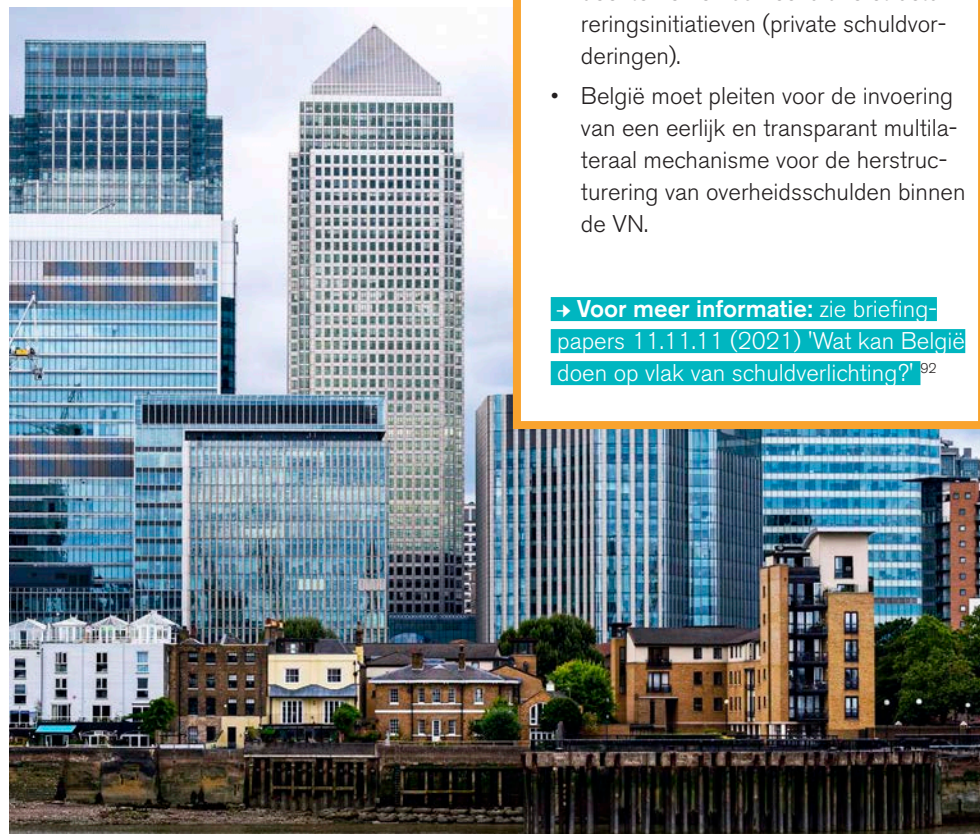 reringsinitiatieven (private schuldvor-
deringen).
• België moet pleiten voor de invoering
van een eerlijk en transparant multila-
teraal mechanisme voor de herstruc-
turering van overheidsschulden binnen
de VN.
→ Voor meer informatie: zie briefing-
papers 11.11.11 (2021) 'Wat kan België
doen op vlak van schuldverlichting?' 92